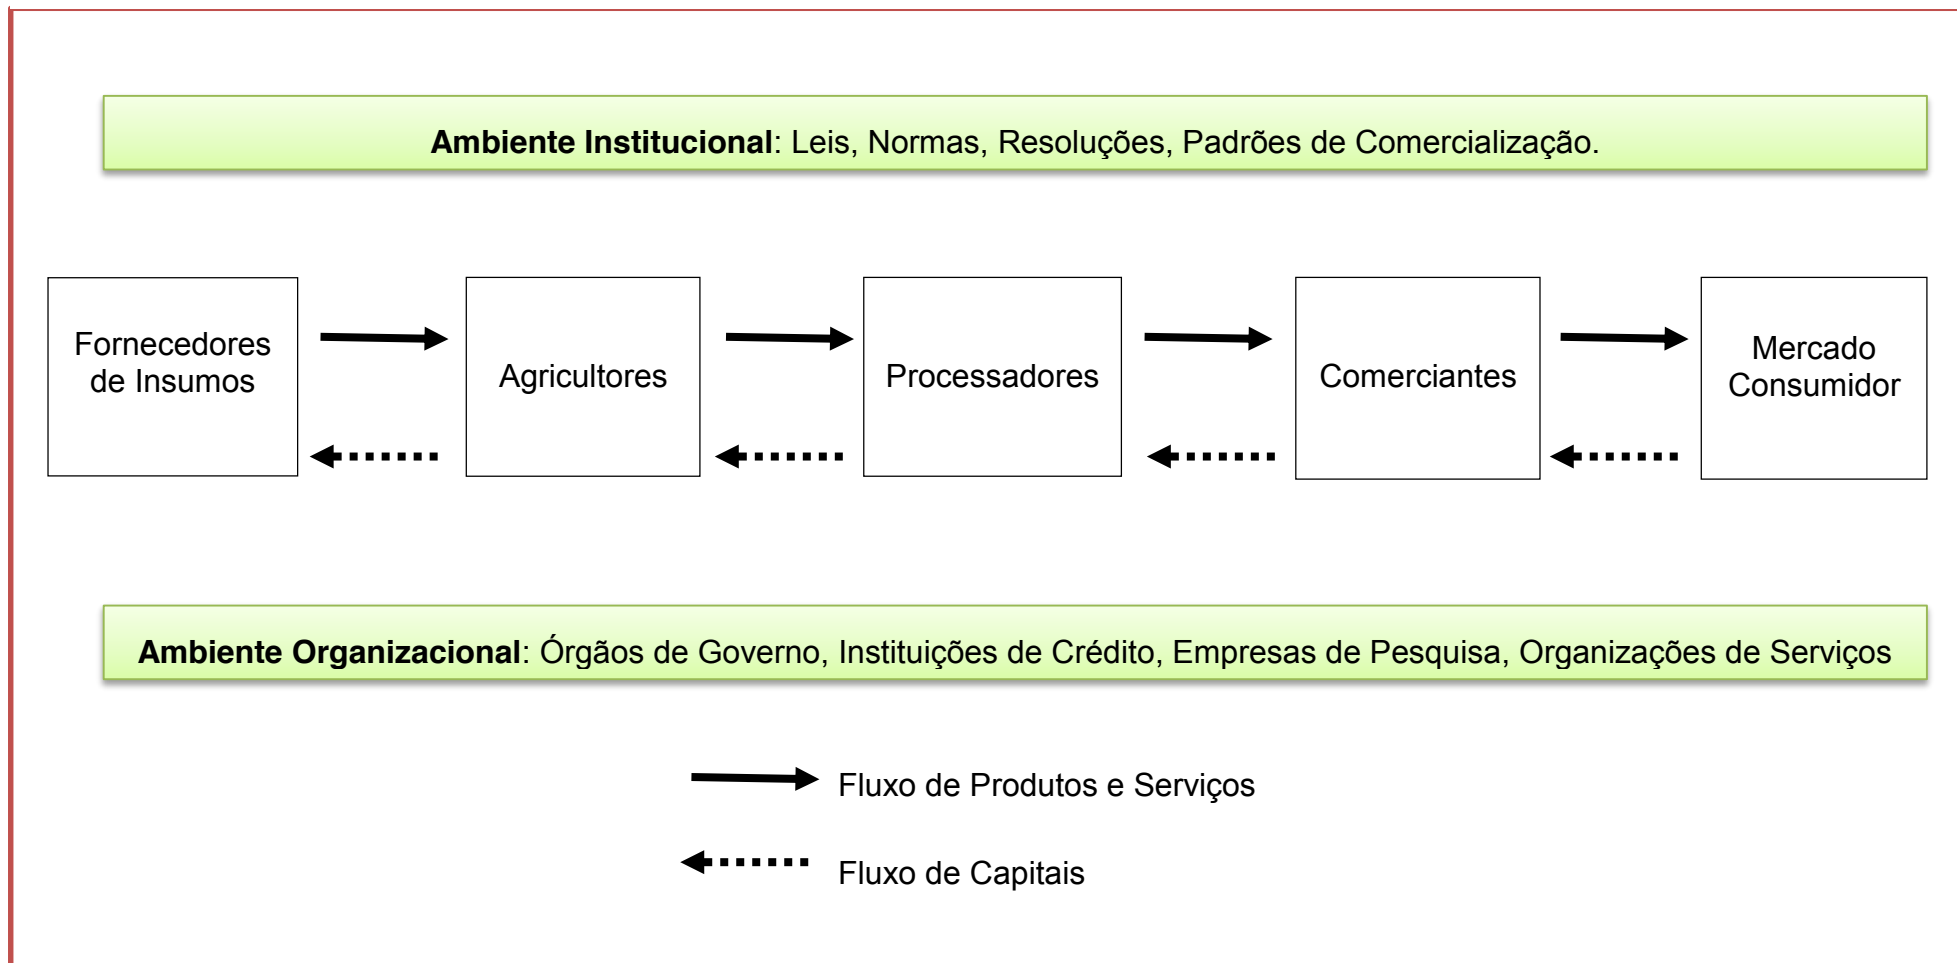 Ambiente Institucional: Leis, Normas, Resoluções, Padrões de Comercialização.
Fornecedores
de Insumos
Agricultores
Processadores
Comerciantes
Mercado
Consumidor
Ambiente Organizacional: Órgãos de Governo, Instituições de Crédito, Empresas de Pesquisa, Organizações de Serviços
Fluxo de Produtos e Serviços
Fluxo de Capitais